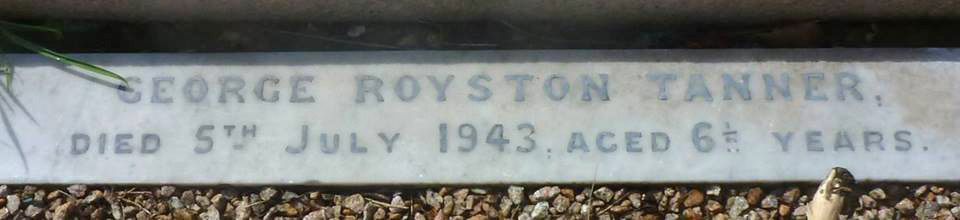 GEORGE ROYSTON TANNER,
DIED 5TH JULY 1943, AGED 6½ YEARS.